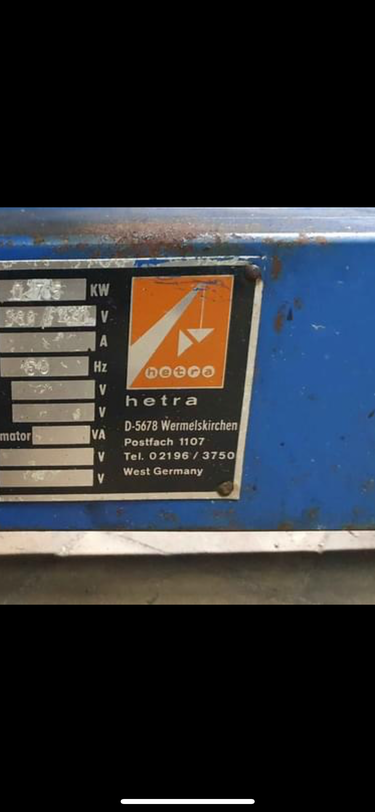 KW
V
A
Hz
V
V
mator VA
V
V
hetra
hetra
D-5678 Wermelskirchen
Postfach 1107
Tel. 02196/3750
West Germany